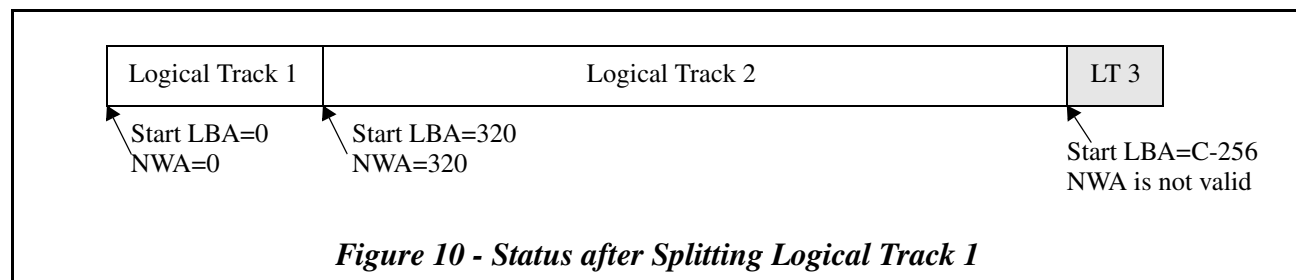 Logical Track 1
Logical Track 2
LT 3
Start LBA=0
NWA=0
Start LBA=320
NWA=320
Start LBA=C-256
NWA is not valid
Figure 10 - Status after Splitting Logical Track 1